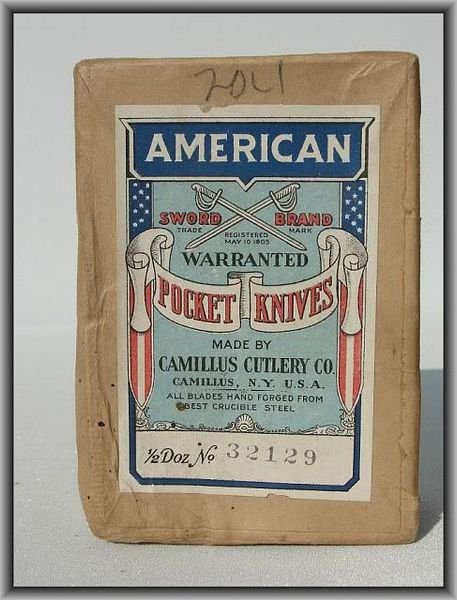 2041
AMERICAN
SWORD BRAND
TRADE MARK
REGISTERED
MAY 10 1905
WARRANTED
POCKET KNIVES
MADE BY
CAMILLUS CUTLERY CO.
CAMILLUS, N.Y. U.S.A.
ALL BLADES HAND FORGED FROM
BEST CRUCIBLE STEEL
½ Doz. No 32129